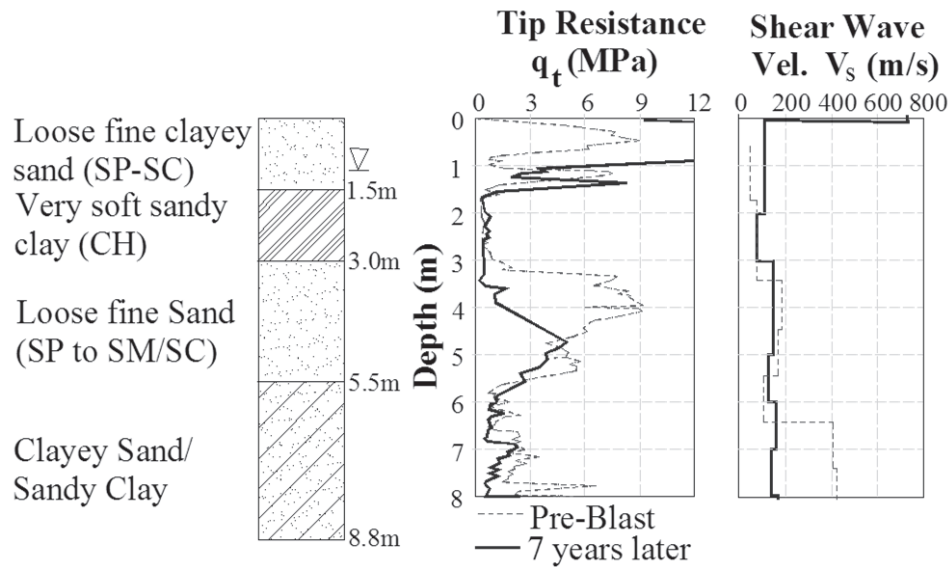 Tip Resistance
q_t (MPa)
Shear Wave
Vel. V_S (m/s)
0 3 6 9 12
0 200 400 600 800
Loose fine clayey
sand (SP-SC)
1.5m
Very soft sandy
clay (CH)
3.0m
Loose fine Sand
(SP to SM/SC)
5.5m
Clayey Sand/
Sandy Clay
8.8m
Depth (m)
0
1
2
3
4
5
6
7
8
Pre-Blast
7 years later